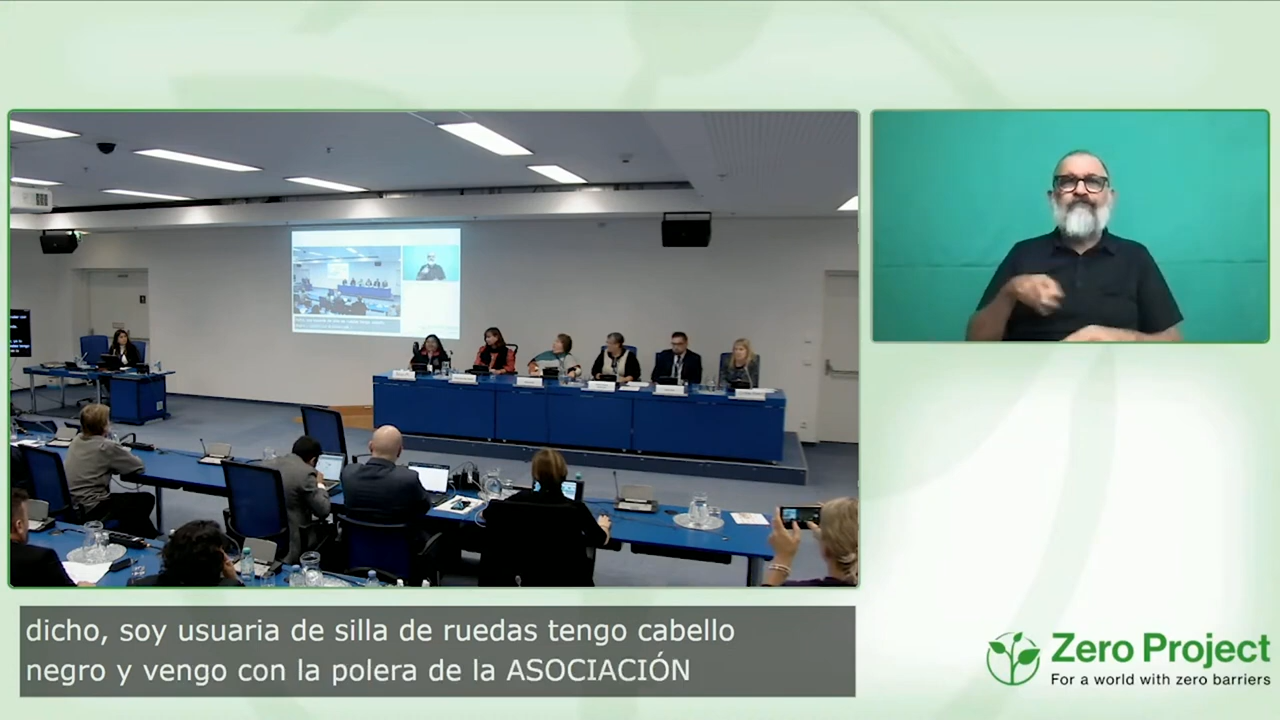 dicho, soy usuaria de silla de ruedas tengo cabello
negro y vengo con la polera de la ASOCIACIÓN
Zero Project
For a world with zero barriers